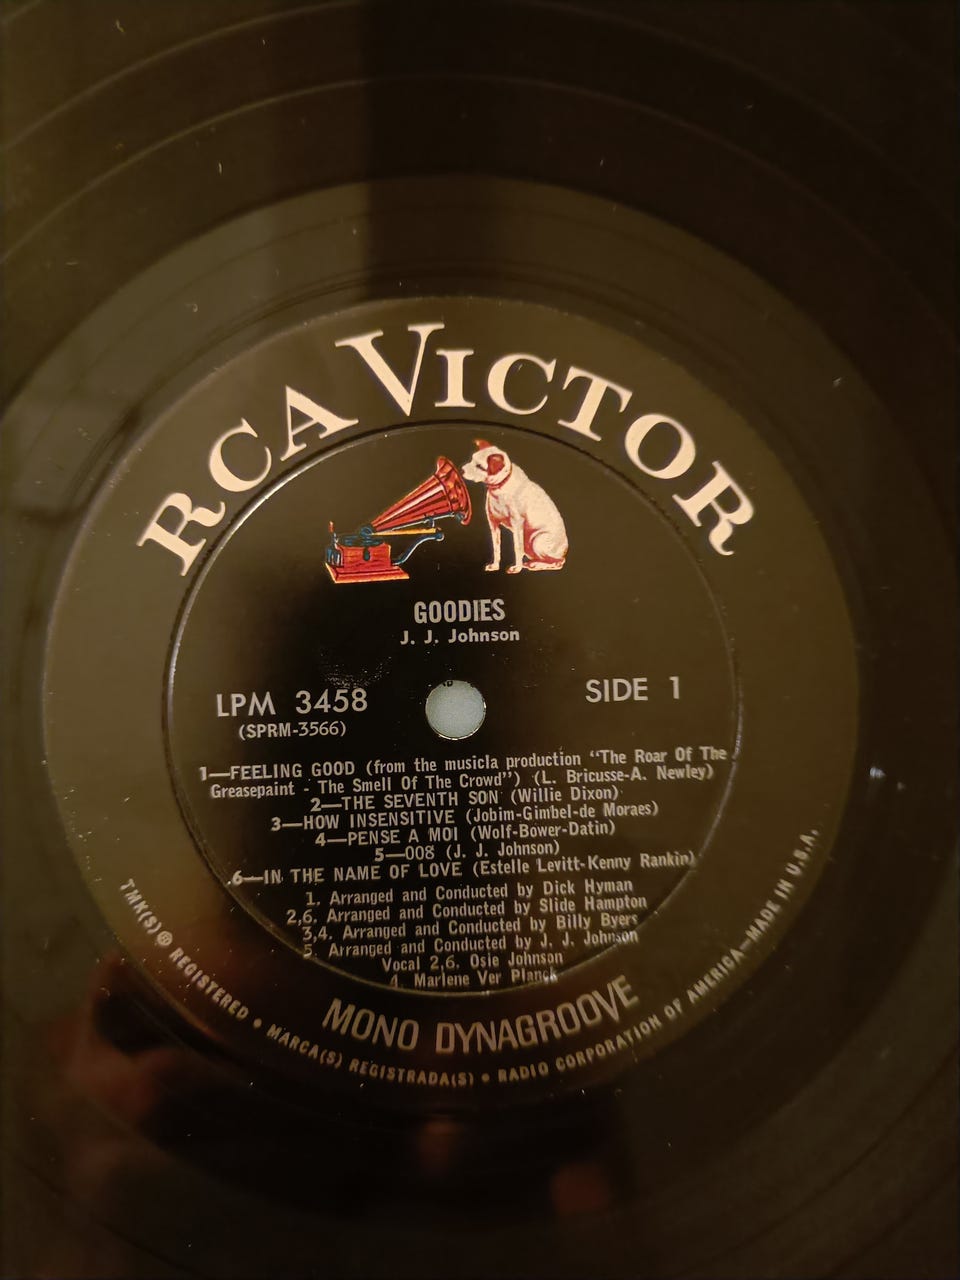 RCA VICTOR
GOODIES
J. J. Johnson
LPM 3458
(SPRM-3566)
SIDE 1
1—FEELING GOOD (from the musicla production "The Roar Of The
Greasepaint - The Smell Of The Crowd") (L. Bricusse-A. Newley)
2—THE SEVENTH SON (Willie Dixon)
3—HOW INSENSITIVE (Jobim-Gimbel-de Moraes)
4—PENSE A MOI (Wolf-Bower-Datin)
5—008 (J. J. Johnson)
6—IN THE NAME OF LOVE (Estelle Levitt-Kenny Rankin)
1. Arranged and Conducted by Dick Hyman
2,6. Arranged and Conducted by Slide Hampton
3,4. Arranged and Conducted by Billy Byers
5 Arranged and Conducted by J. J. Johnson
Vocal 2,6. Osie Johnson
4. Marlene Ver Planck
MONO DYNAGROOVE
TMK(S) ® REGISTERED • MARCA(S) REGISTRADA(S) • RADIO CORPORATION OF AMERICA—MADE IN U.S.A.